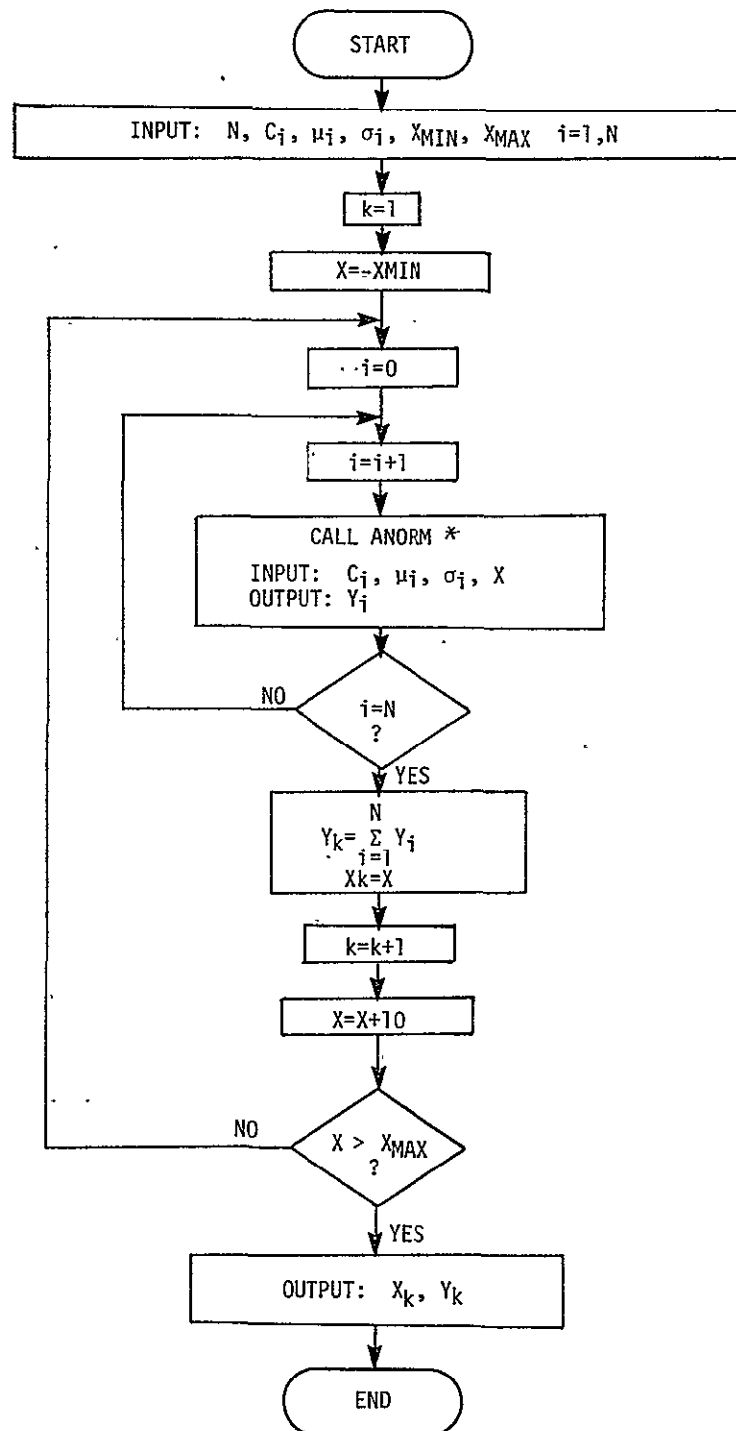 START
INPUT: N, Ci, μi, σi, XMIN, XMAX i=1,N
k=1
X=-XMIN
i=0
i=i+1
CALL ANORM *
INPUT: Ci, μi, σi, X
OUTPUT: Yi
NO
i=N
?
YES
N
Yk= Σ Yi
i=1
Xk=X
k=k+1
X=X+10
NO
X > XMAX
?
YES
OUTPUT: Xk, Yk
END